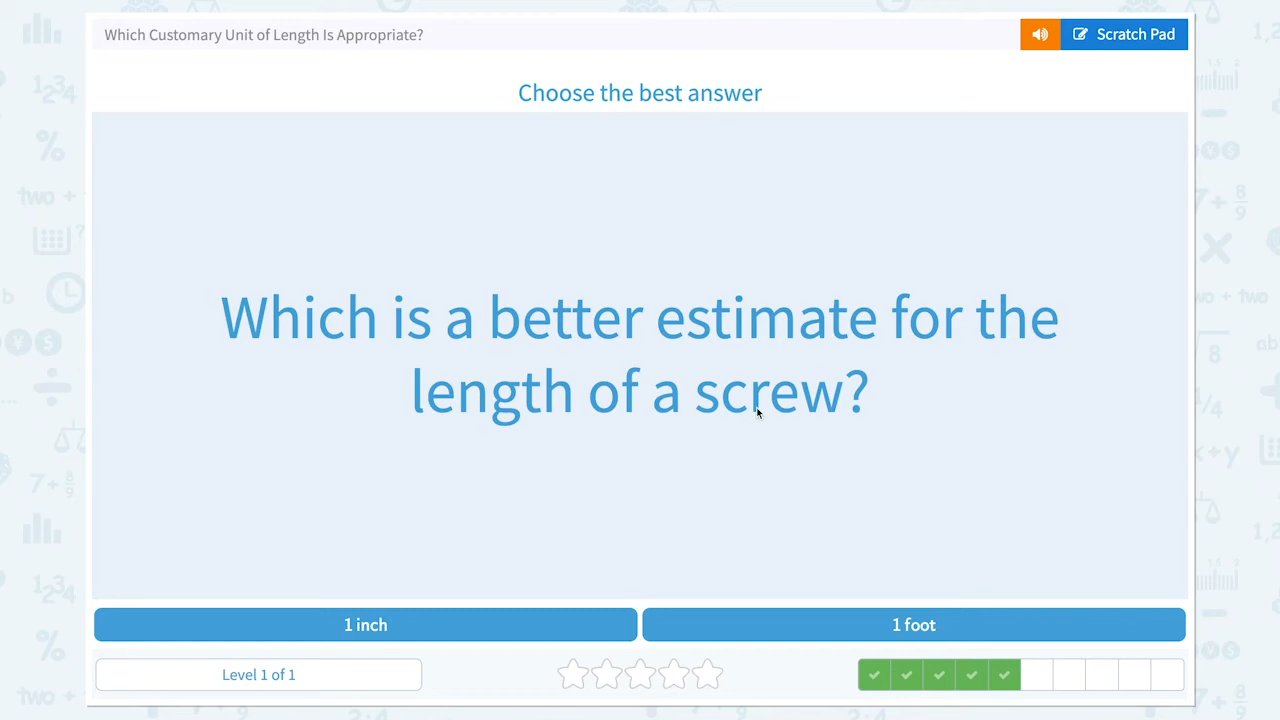 Which Customary Unit of Length Is Appropriate?
Scratch Pad
Choose the best answer
Which is a better estimate for the
length of a screw?
1 inch
1 foot
Level 1 of 1